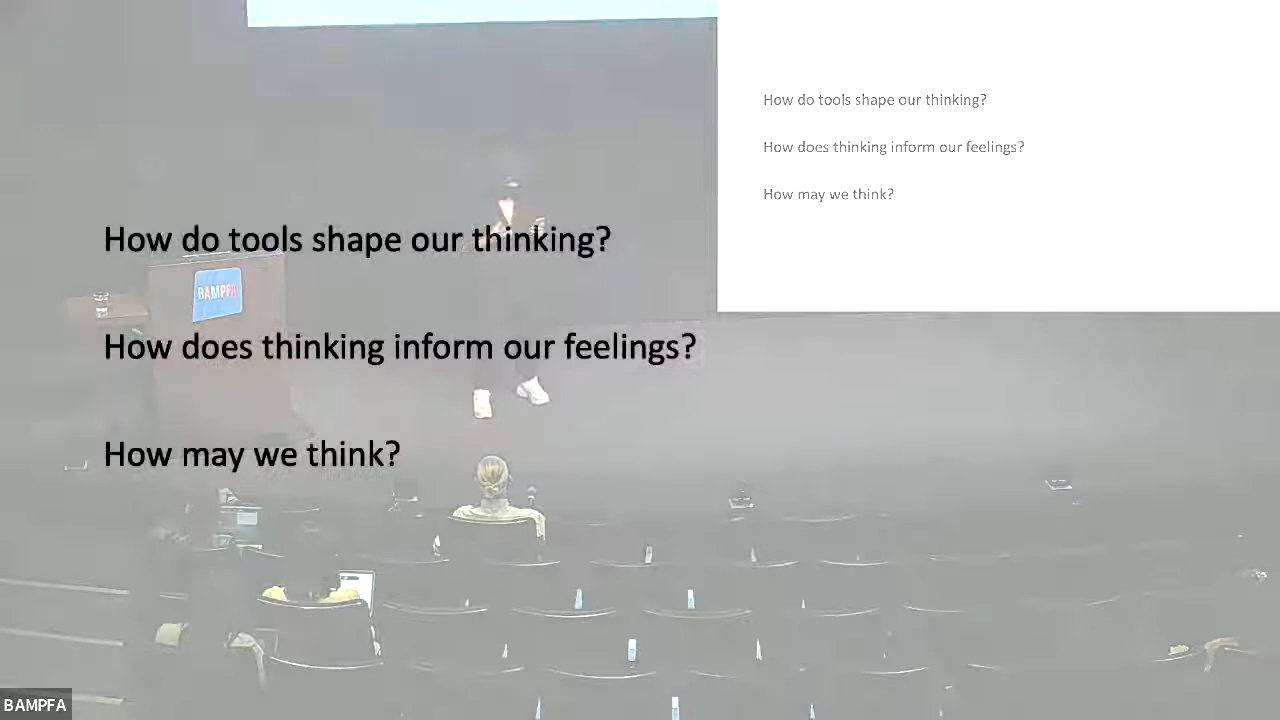 How do tools shape our thinking?
How does thinking inform our feelings?
How may we think?
How do tools shape our thinking?
How does thinking inform our feelings?
How may we think?
BAMPFA
BAMPFA